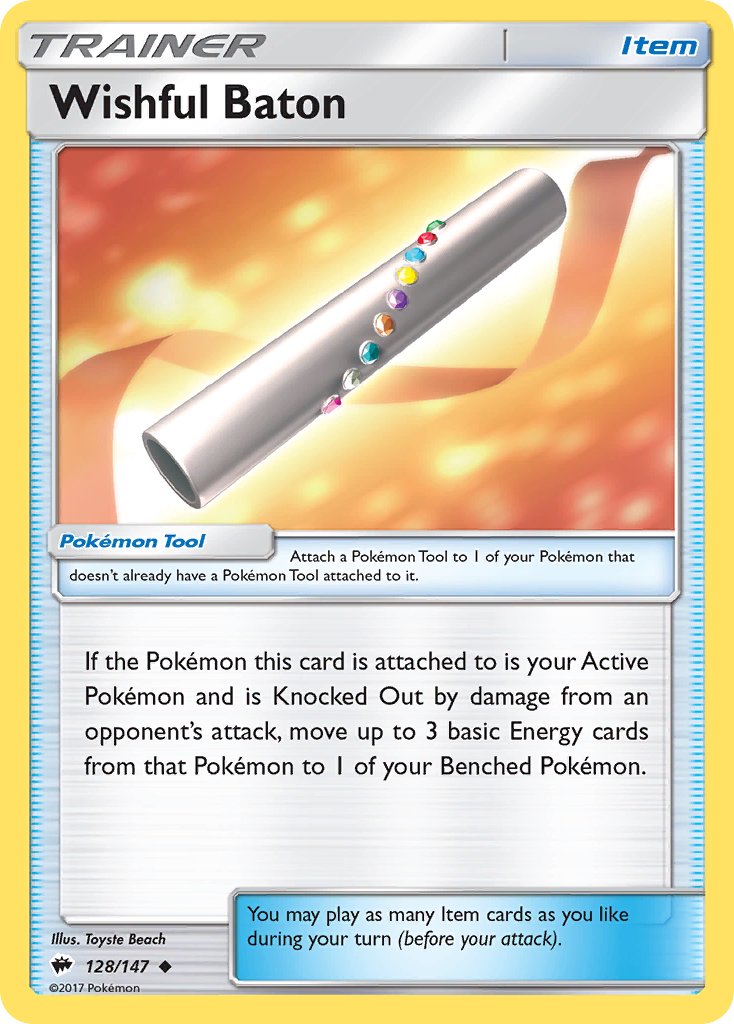 TRAINER Item
Wishful Baton
Pokémon Tool
Attach a Pokémon Tool to 1 of your Pokémon that
doesn't already have a Pokémon Tool attached to it.
If the Pokémon this card is attached to is your Active
Pokémon and is Knocked Out by damage from an
opponent's attack, move up to 3 basic Energy cards
from that Pokémon to 1 of your Benched Pokémon.
You may play as many Item cards as you like
during your turn (before your attack).
Illus. Toyste Beach
128/147 ◆
©2017 Pokémon